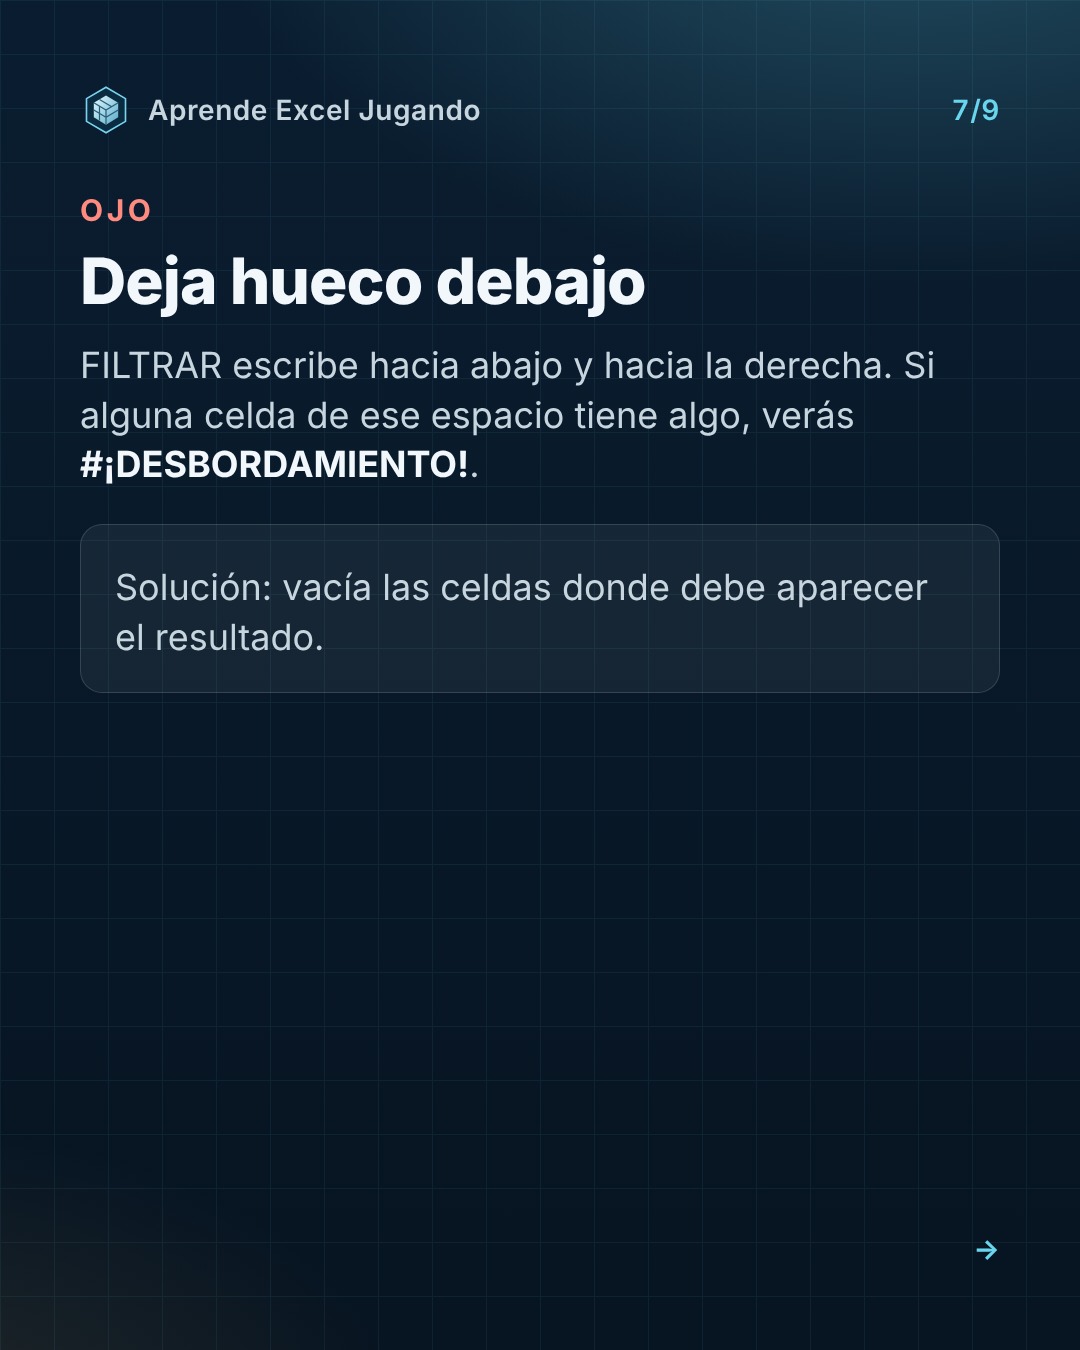 Aprende Excel Jugando
7/9
OJO
Deja hueco debajo
FILTRAR escribe hacia abajo y hacia la derecha. Si
alguna celda de ese espacio tiene algo, verás
#¡DESBORDAMIENTO!.
Solución: vacía las celdas donde debe aparecer
el resultado.
→